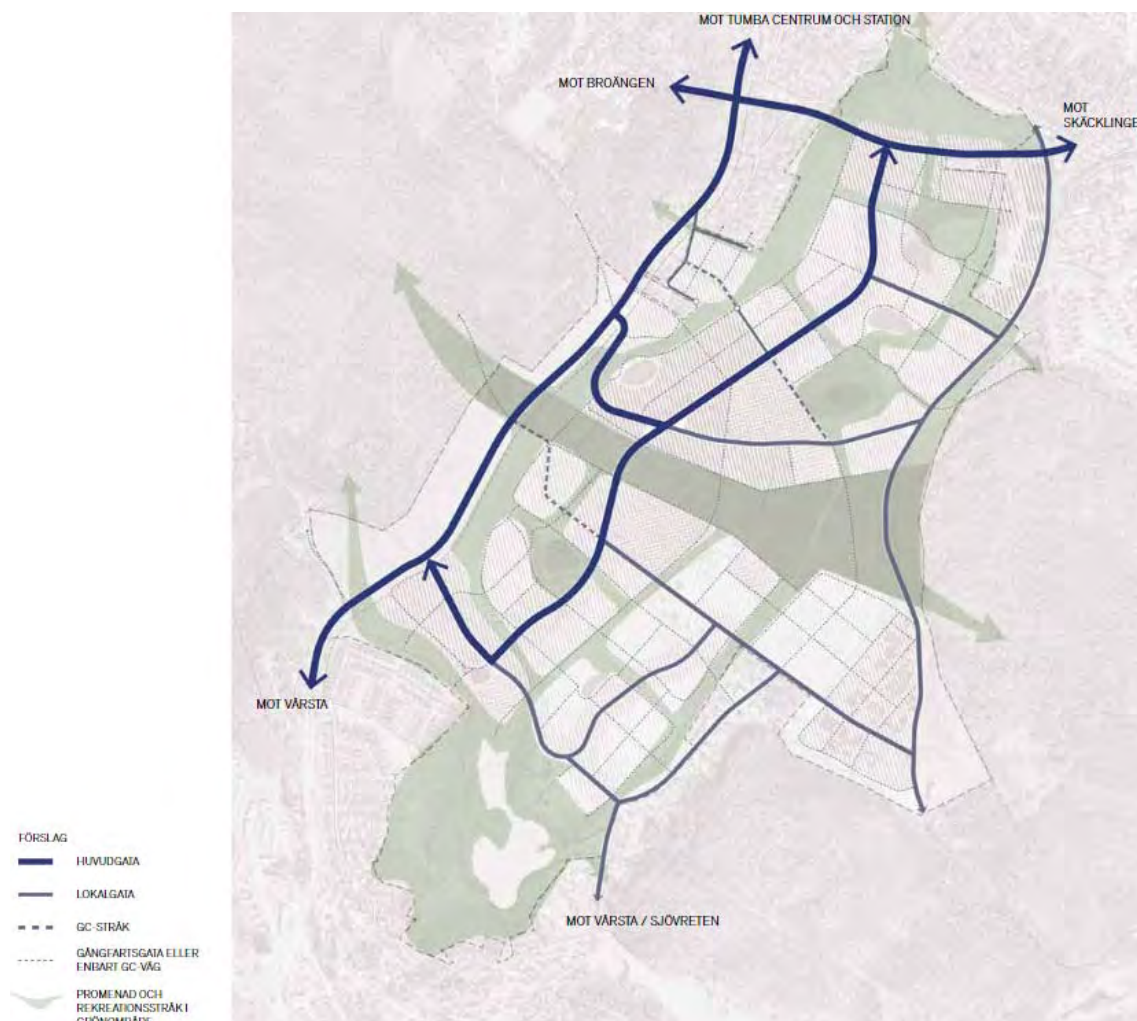 MOT TUMBA CENTRUM OCH STATION
MOT BROÄNGEN
MOT
SKÄCKLINGE
MOT VÅRSTA
MOT VÅRSTA / SJÖVRETEN
FÖRSLAG
HUVUDGATA
LOKALGATA
GC-STRÅK
GÅNGFARTSGATA ELLER
ENBART GC-VÄG
PROMENAD OCH
REKREATIONSSTRÅK I
GRÖNOMRÅDE